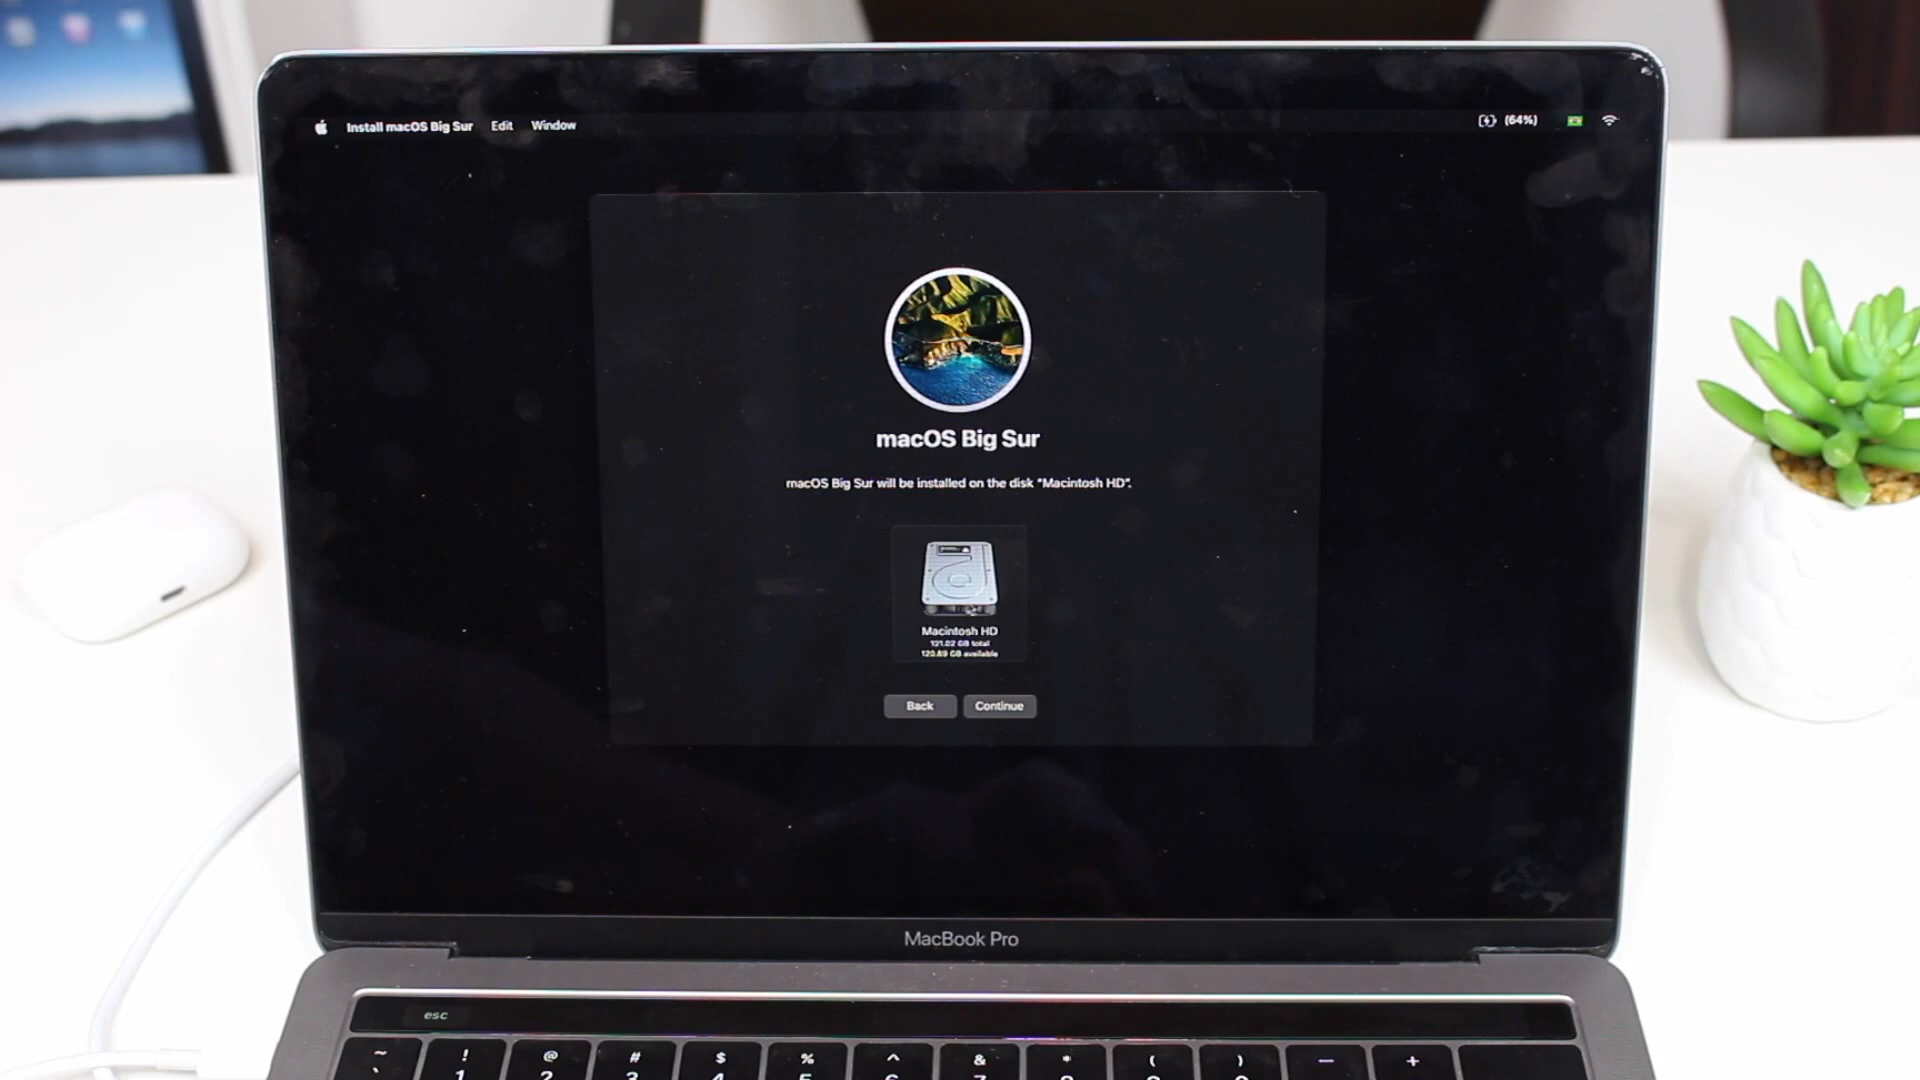 Install macOS Big Sur Edit Window (64%)
macOS Big Sur
macOS Big Sur will be installed on the disk “Macintosh HD”.
Macintosh HD
121.02 GB total
120.89 GB available
Back Continue
MacBook Pro
esc
~ ! @ # $ % ^ & * ( ) – +